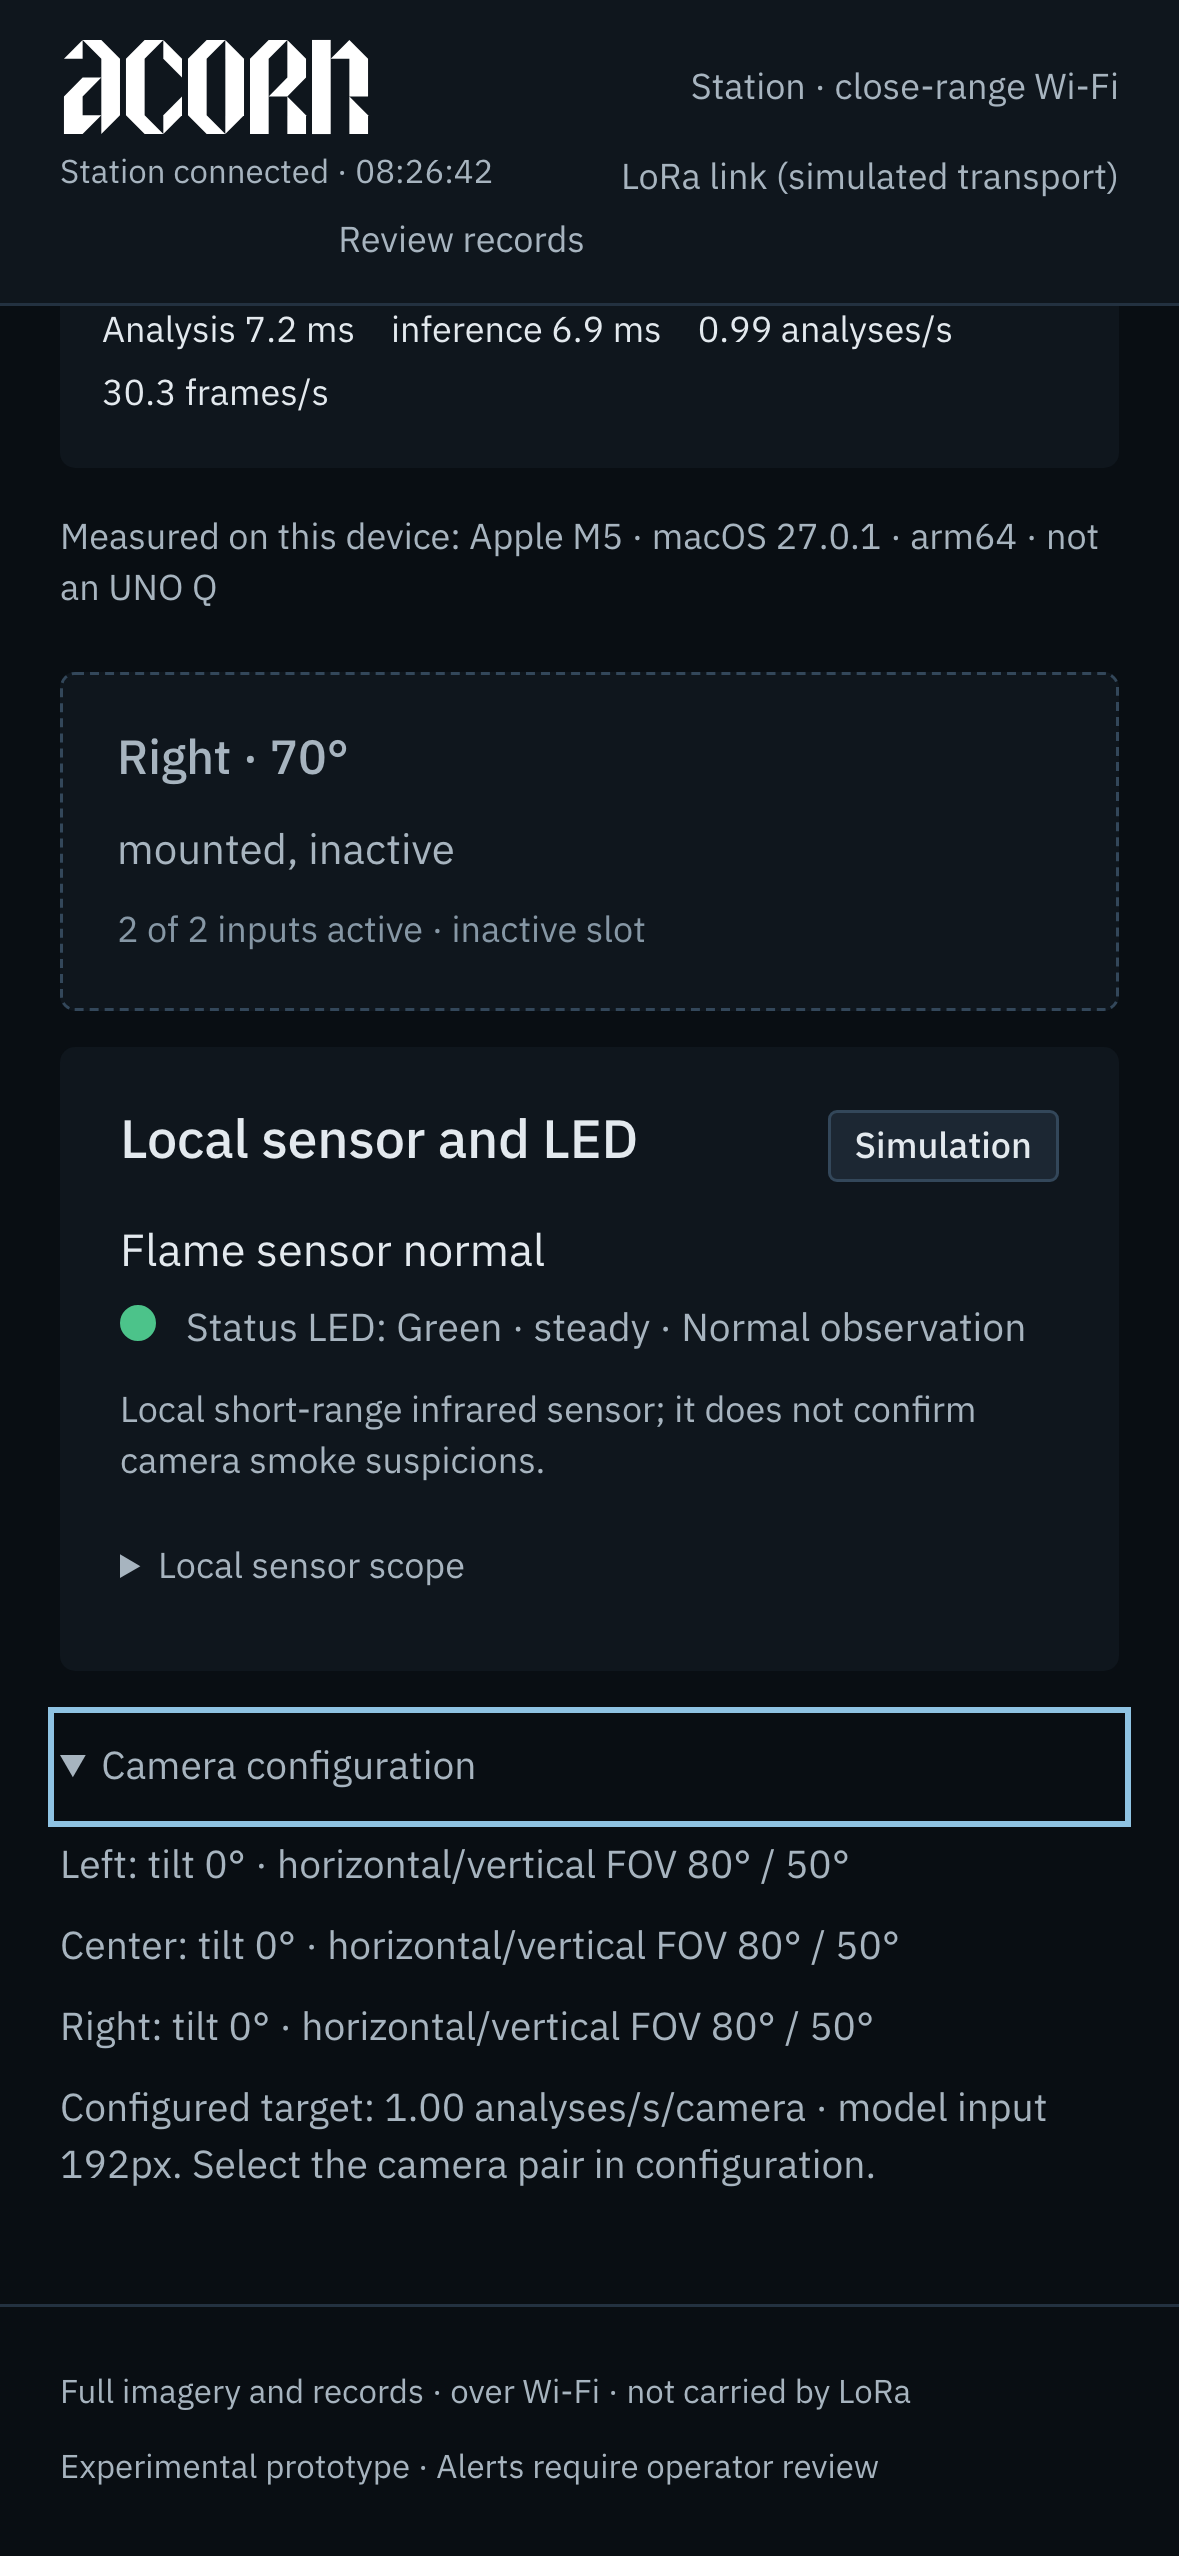 acorn
Station · close-range Wi-Fi
Station connected · 08:26:42
LoRa link (simulated transport)
Review records
Analysis 7.2 ms inference 6.9 ms 0.99 analyses/s
30.3 frames/s
Measured on this device: Apple M5 · macOS 27.0.1 · arm64 · not
an UNO Q
Right · 70°
mounted, inactive
2 of 2 inputs active · inactive slot
Local sensor and LED
Simulation
Flame sensor normal
Status LED: Green · steady · Normal observation
Local short-range infrared sensor; it does not confirm
camera smoke suspicions.
Local sensor scope
Camera configuration
Left: tilt 0° · horizontal/vertical FOV 80° / 50°
Center: tilt 0° · horizontal/vertical FOV 80° / 50°
Right: tilt 0° · horizontal/vertical FOV 80° / 50°
Configured target: 1.00 analyses/s/camera · model input
192px. Select the camera pair in configuration.
Full imagery and records · over Wi-Fi · not carried by LoRa
Experimental prototype · Alerts require operator review